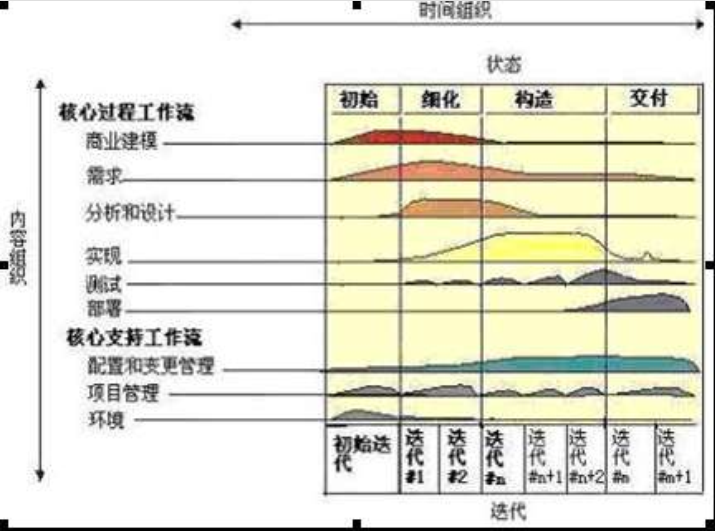 时间组织
状态
初始 细化 构造 交付
核心过程工作流
商业建模
需求
分析和设计
实现
测试
部署
核心支持工作流
配置和变更管理
项目管理
环境
内容组织
初始迭代
迭代#1
迭代#2
迭代#n
迭代#n+1
迭代#n+2
迭代#n
迭代#m+1
迭代